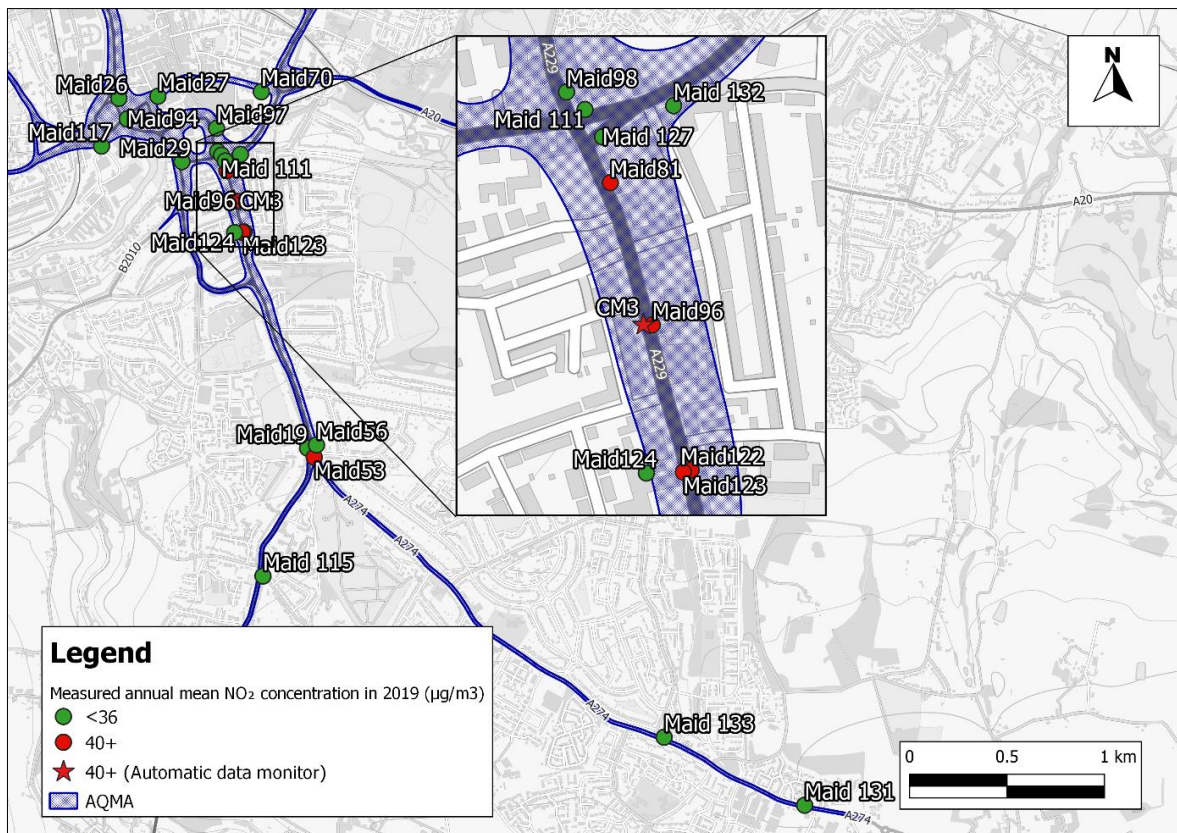 Maid26
Maid27
Maid70
Maid94
Maid97
Maid117
Maid29
Maid 111
Maid96
CM3
Maid124
Maid123
B2010
A20
A20
N
A229
Maid98
Maid 132
Maid 111
Maid 127
Maid81
CM3
Maid96
A229
Maid124
Maid122
Maid123
Maid19
Maid56
Maid53
A274
A274
Maid 115
A274
Maid 133
Maid 131
A274
Legend
Measured annual mean NO₂ concentration in 2019 (µg/m3)
<36
40+
40+ (Automatic data monitor)
AQMA
0 0.5 1 km